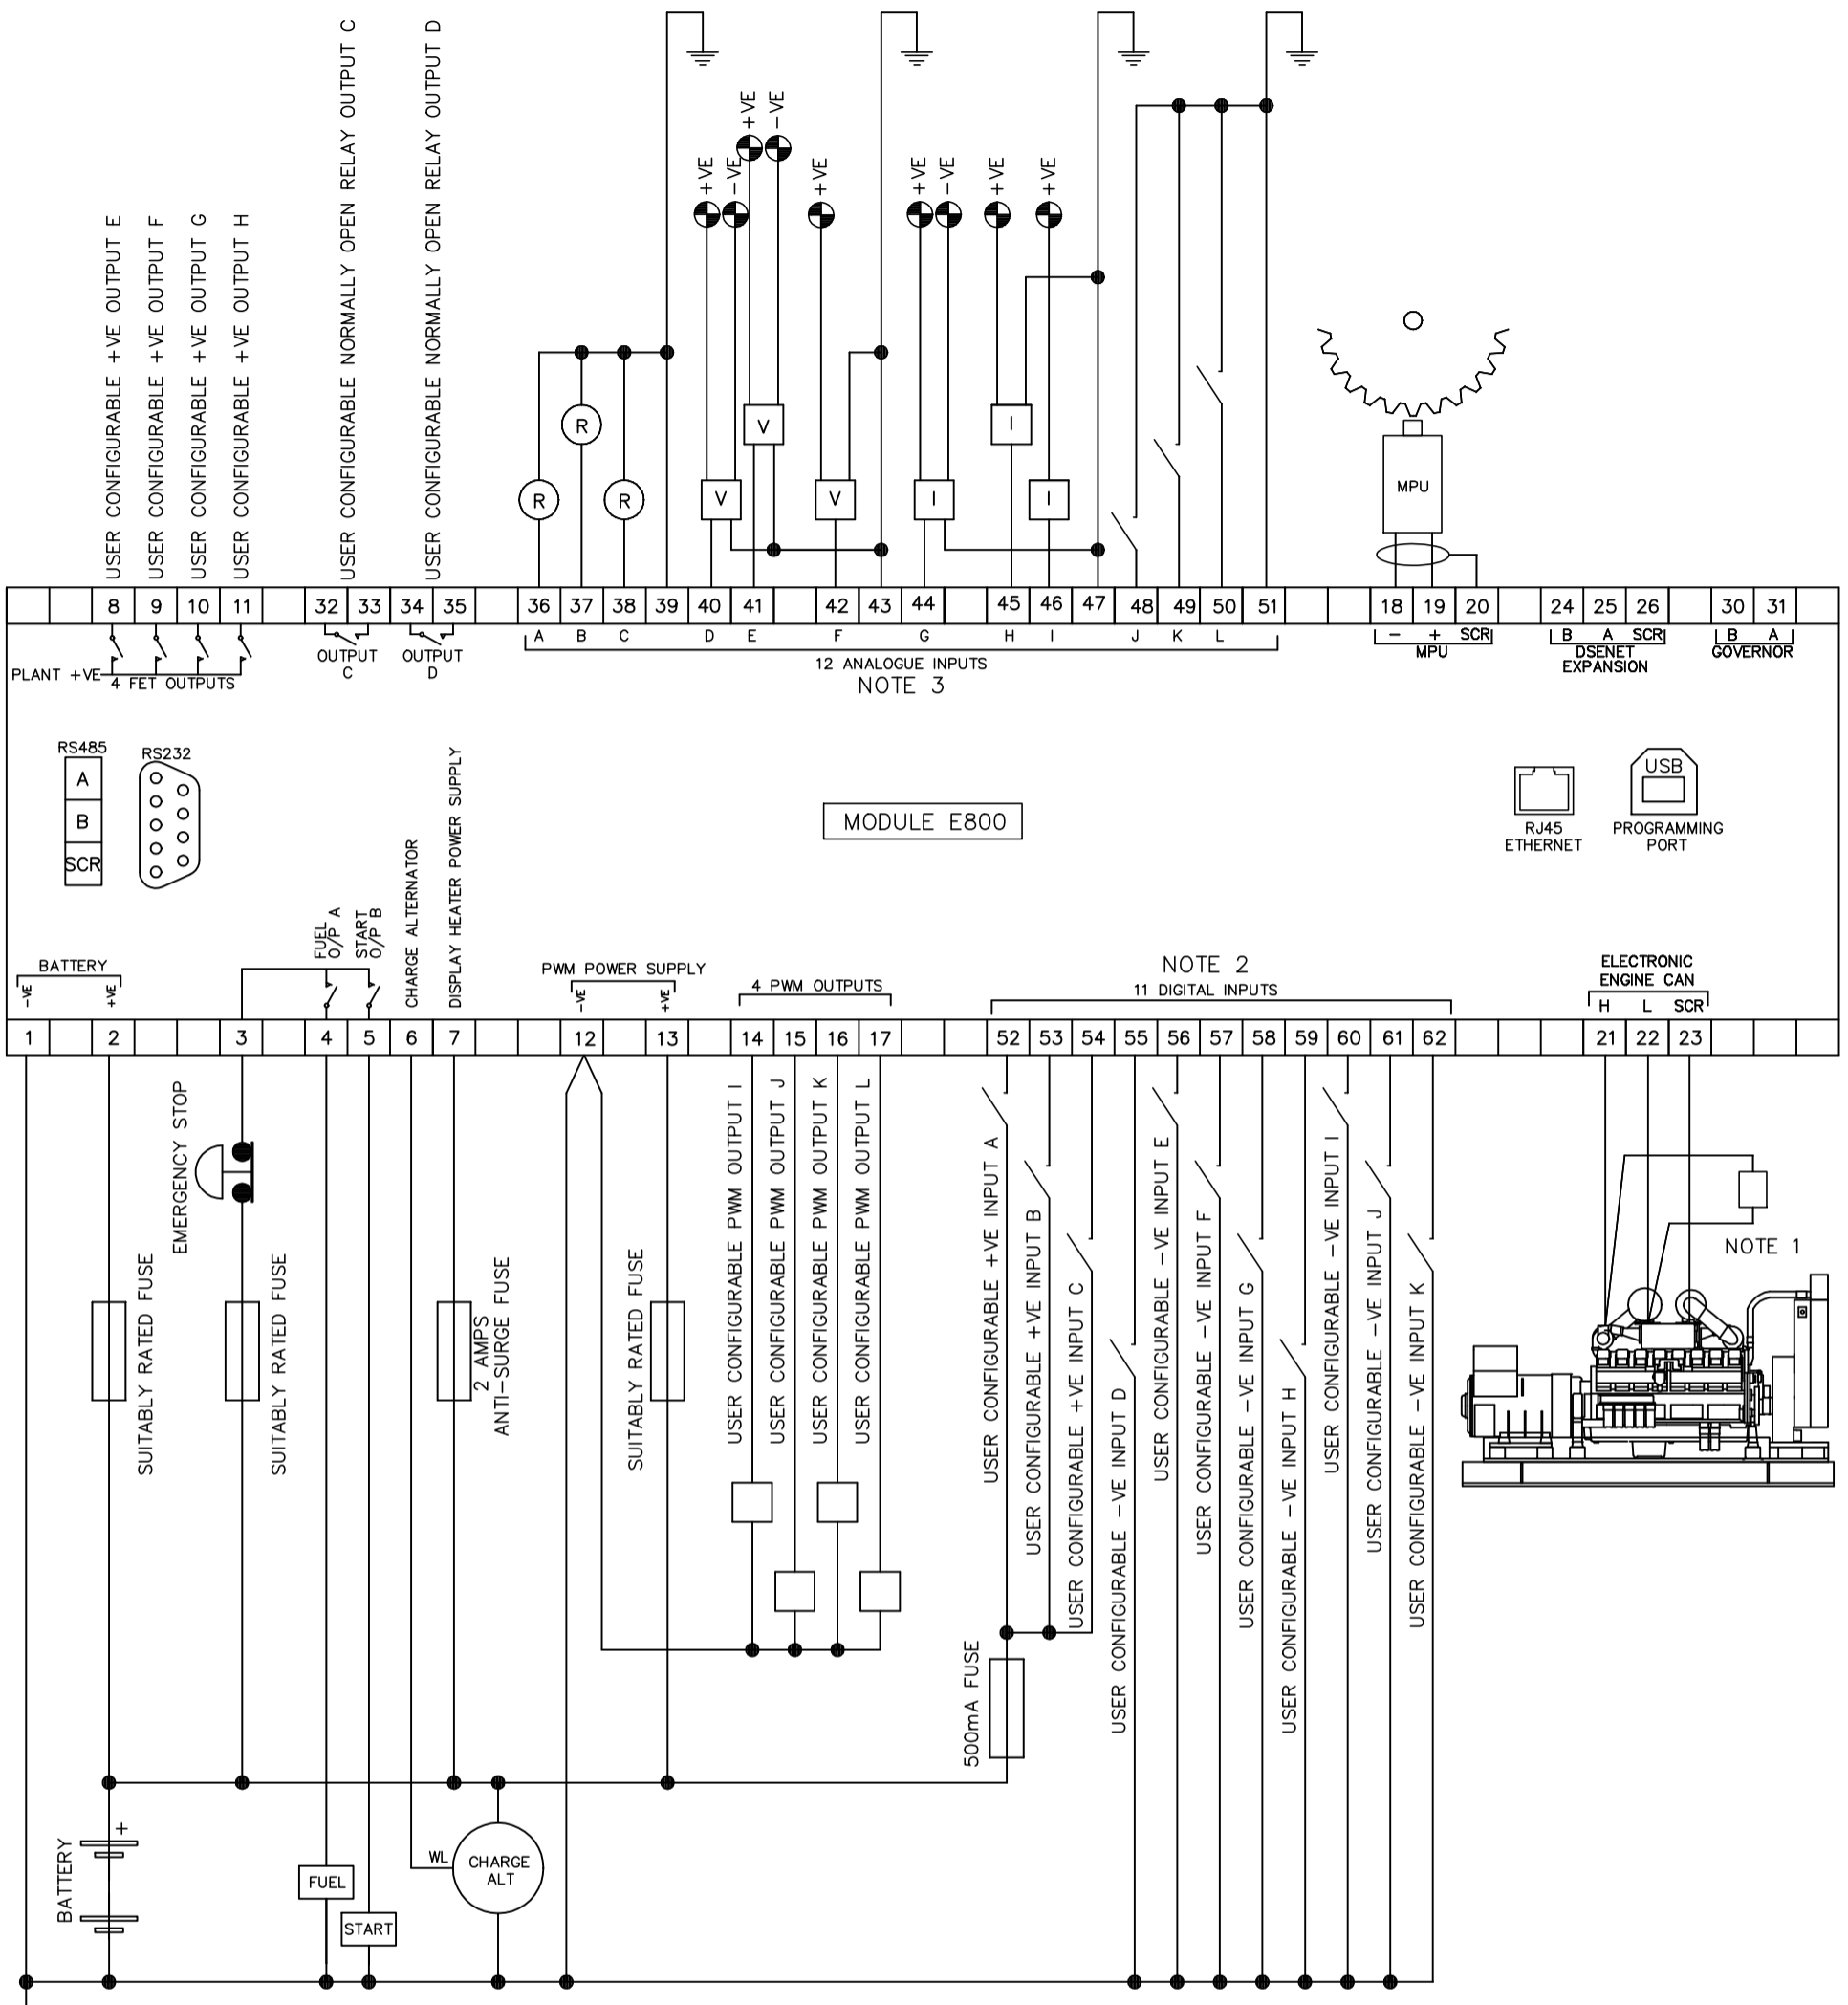 USER CONFIGURABLE +VE OUTPUT E
USER CONFIGURABLE +VE OUTPUT F
USER CONFIGURABLE +VE OUTPUT G
USER CONFIGURABLE +VE OUTPUT H
USER CONFIGURABLE NORMALLY OPEN RELAY OUTPUT C
USER CONFIGURABLE NORMALLY OPEN RELAY OUTPUT D
+VE
-VE
+VE
-VE
+VE
+VE
-VE
+VE
+VE
R
R
R
V
V
V
I
I
I
MPU
8 9 10 11 32 33 34 35 36 37 38 39 40 41 42 43 44 45 46 47 48 49 50 51 18 19 20 24 25 26 30 31
A B C D E F G H I J K L
- + SCR
B A SCR
B A
PLANT +VE
4 FET OUTPUTS
OUTPUT
C
OUTPUT
D
12 ANALOGUE INPUTS
NOTE 3
MPU
DSENET
EXPANSION
GOVERNOR
RS485
A
B
SCR
RS232
MODULE E800
RJ45
ETHERNET
USB
PROGRAMMING
PORT
BATTERY
-VE
+VE
FUEL
O/P A
START
O/P B
CHARGE ALTERNATOR
DISPLAY HEATER POWER SUPPLY
PWM POWER SUPPLY
-VE
+VE
4 PWM OUTPUTS
NOTE 2
11 DIGITAL INPUTS
ELECTRONIC
ENGINE CAN
H L SCR
1 2 3 4 5 6 7 12 13 14 15 16 17 52 53 54 55 56 57 58 59 60 61 62 21 22 23
EMERGENCY STOP
SUITABLY RATED FUSE
SUITABLY RATED FUSE
2 AMPS
ANTI-SURGE FUSE
SUITABLY RATED FUSE
USER CONFIGURABLE PWM OUTPUT I
USER CONFIGURABLE PWM OUTPUT J
USER CONFIGURABLE PWM OUTPUT K
USER CONFIGURABLE PWM OUTPUT L
USER CONFIGURABLE +VE INPUT A
USER CONFIGURABLE +VE INPUT B
USER CONFIGURABLE +VE INPUT C
USER CONFIGURABLE -VE INPUT D
USER CONFIGURABLE -VE INPUT E
USER CONFIGURABLE -VE INPUT F
USER CONFIGURABLE -VE INPUT G
USER CONFIGURABLE -VE INPUT H
USER CONFIGURABLE -VE INPUT I
USER CONFIGURABLE -VE INPUT J
USER CONFIGURABLE -VE INPUT K
NOTE 1
500mA FUSE
BATTERY
+
FUEL
START
WL
CHARGE
ALT